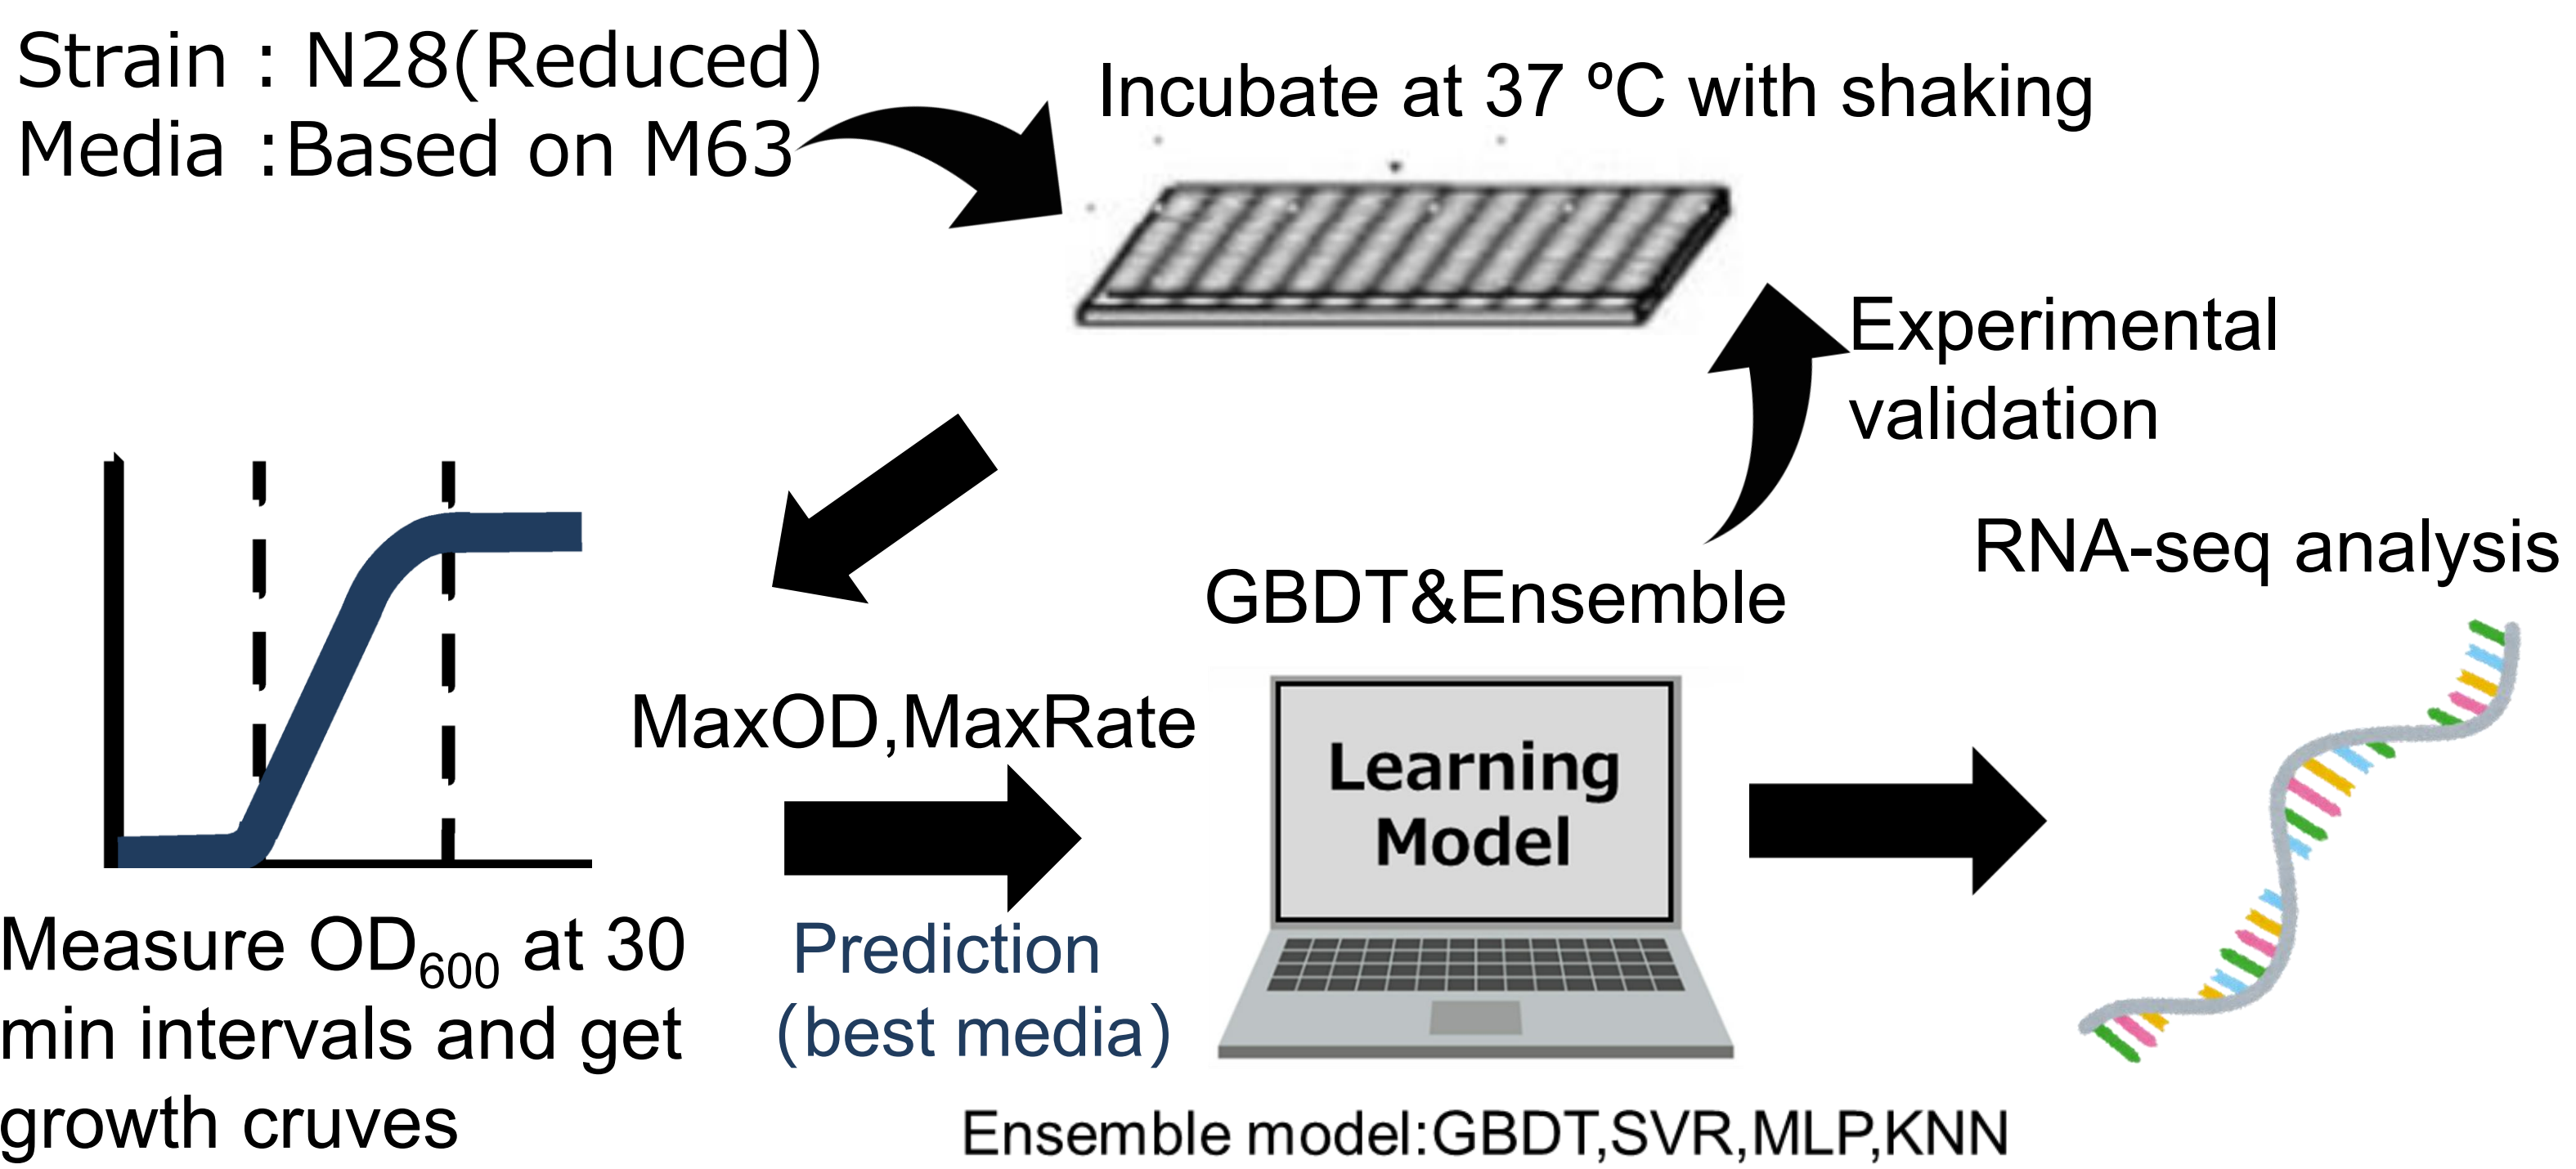 Strain : N28(Reduced)
Media :Based on M63
Incubate at 37 ºC with shaking
Experimental
validation
RNA-seq analysis
GBDT&Ensemble
MaxOD,MaxRate
Learning
Model
Prediction
(best media)
Measure OD600 at 30
min intervals and get
growth cruves
Ensemble model:GBDT,SVR,MLP,KNN